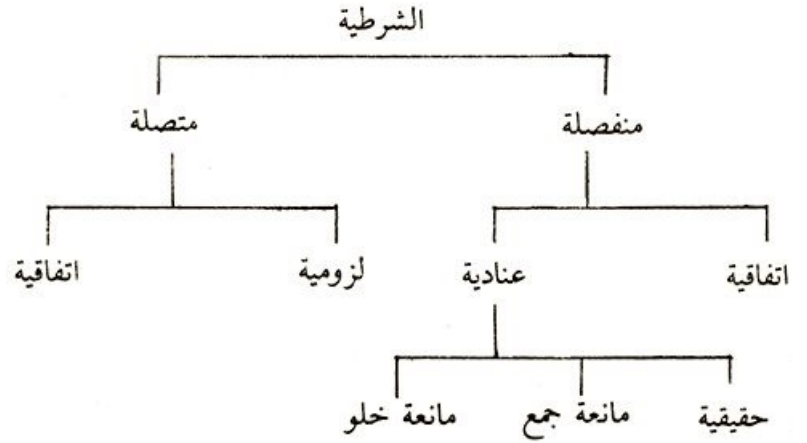 الشرطية
منفصلة متصلة
اتفاقية عنادية لزومية اتفاقية
حقيقية مانعة جمع مانعة خلو